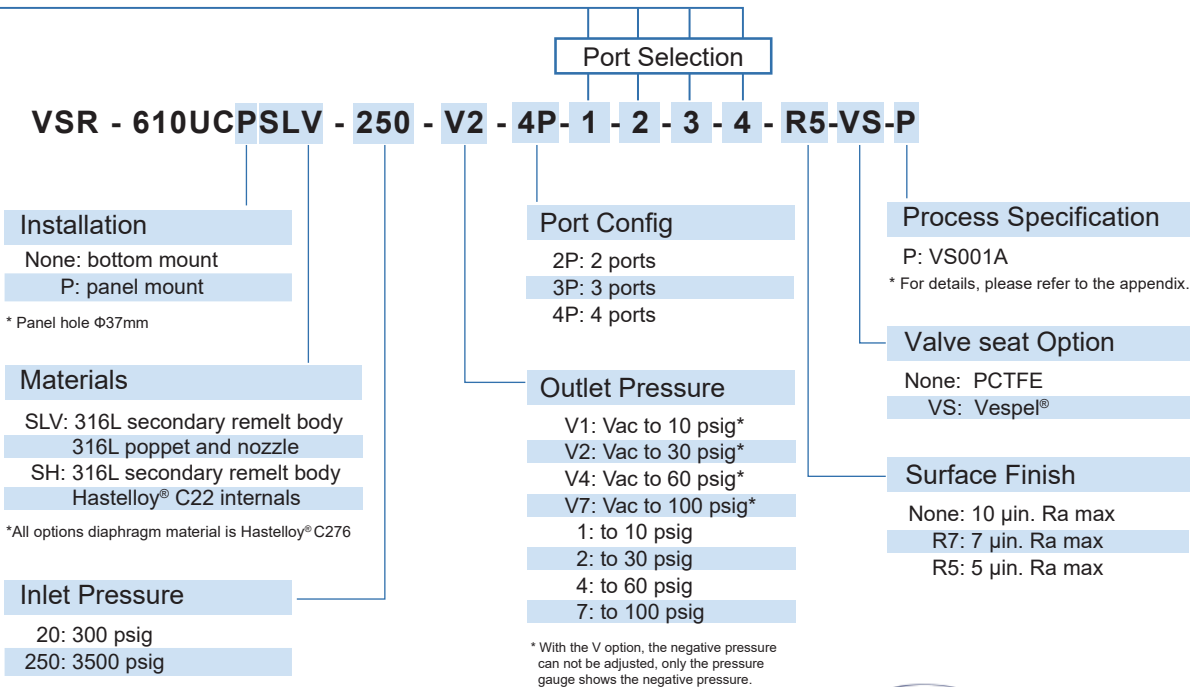 Port Selection
VSR - 610UCPSLV - 250 - V2 - 4P- 1 - 2 - 3 - 4 - R5-VS-P
Installation
None: bottom mount
P: panel mount
* Panel hole Φ37mm
Materials
SLV: 316L secondary remelt body
316L poppet and nozzle
SH: 316L secondary remelt body
Hastelloy® C22 internals
*All options diaphragm material is Hastelloy® C276
Inlet Pressure
20: 300 psig
250: 3500 psig
Port Config
2P: 2 ports
3P: 3 ports
4P: 4 ports
Outlet Pressure
V1: Vac to 10 psig*
V2: Vac to 30 psig*
V4: Vac to 60 psig*
V7: Vac to 100 psig*
1: to 10 psig
2: to 30 psig
4: to 60 psig
7: to 100 psig
* With the V option, the negative pressure
can not be adjusted, only the pressure
gauge shows the negative pressure.
Process Specification
P: VS001A
* For details, please refer to the appendix.
Valve seat Option
None: PCTFE
VS: Vespel®
Surface Finish
None: 10 µin. Ra max
R7: 7 µin. Ra max
R5: 5 µin. Ra max